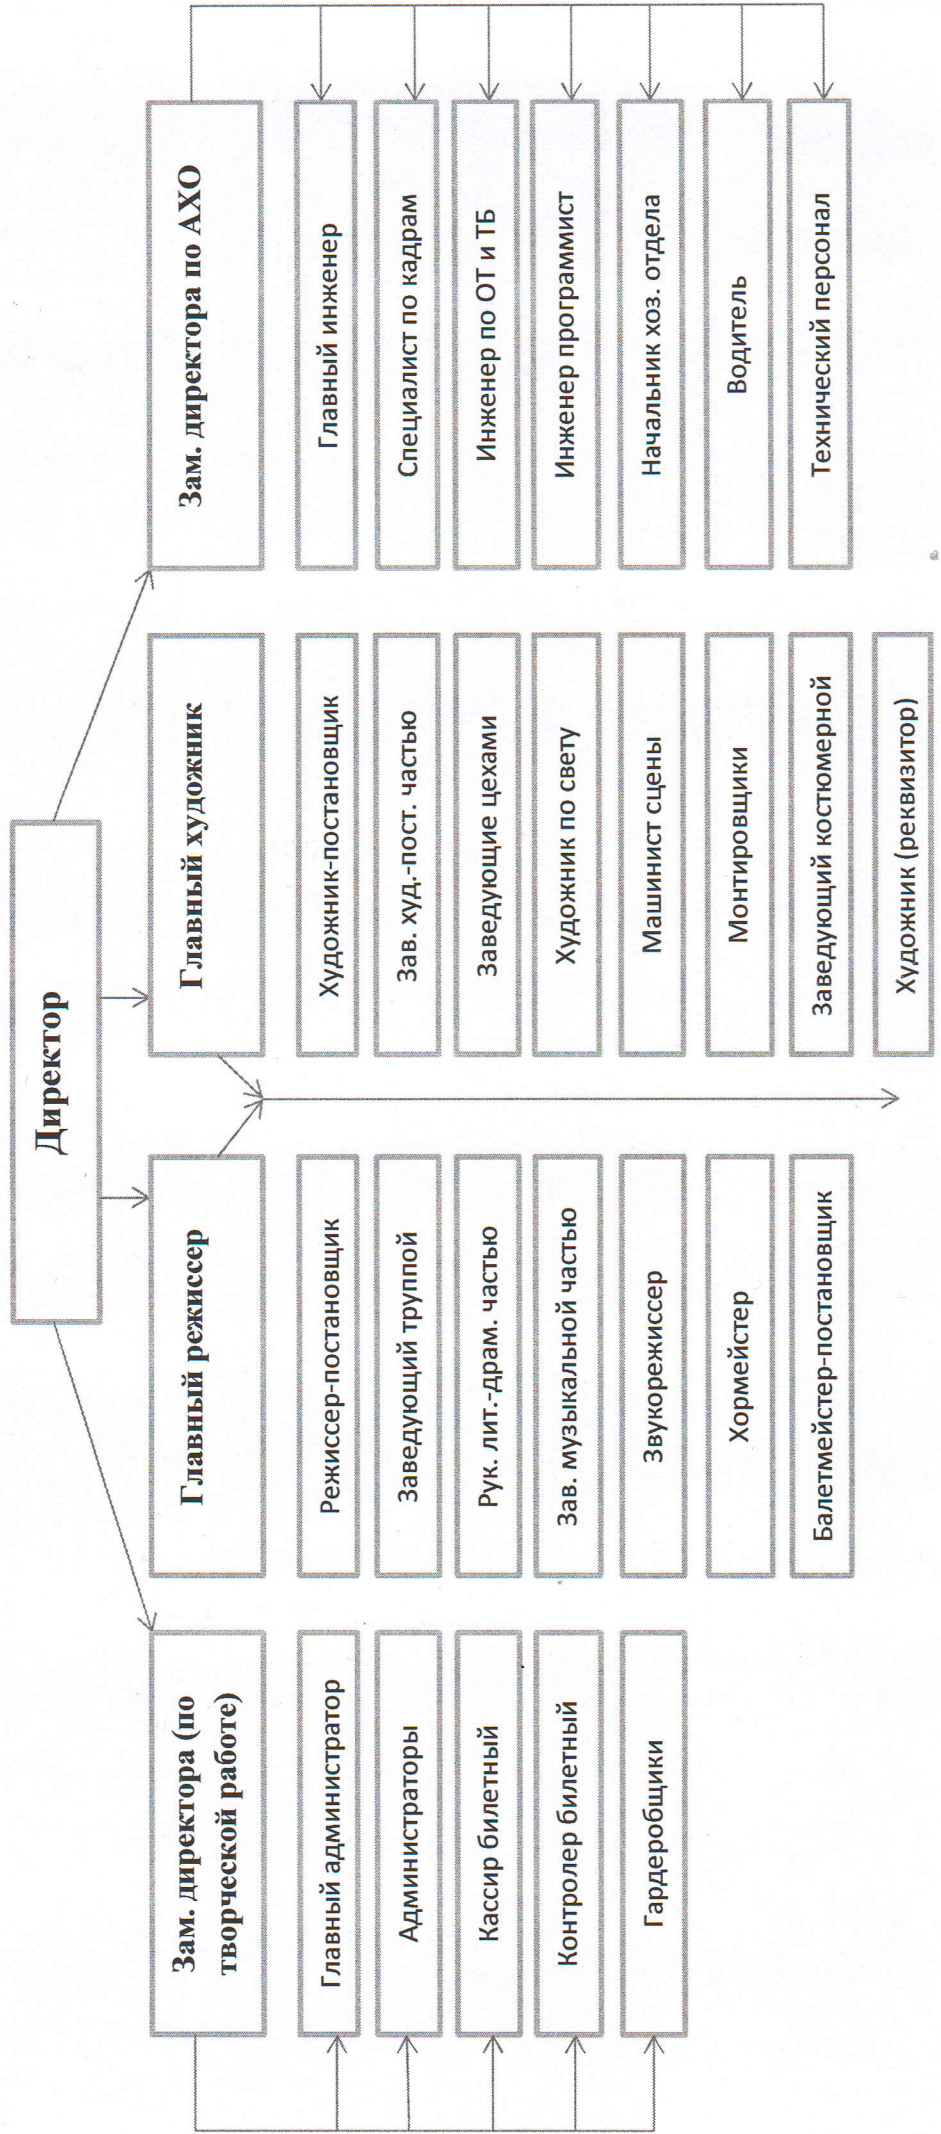 Директор
Зам. директора (по
творческой работе)
Главный администратор
Администраторы
Кассир билетный
Контролер билетный
Гардеробщики
Главный режиссер
Режиссер-постановщик
Заведующий труппой
Рук. лит.-драм. частью
Зав. музыкальной частью
Звукорежиссер
Хормейстер
Балетмейстер-постановщик
Главный художник
Художник-постановщик
Зав. худ.-пост. частью
Заведующие цехами
Художник по свету
Машинист сцены
Монтировщики
Заведующий костюмерной
Художник (реквизитор)
Зам. директора по АХО
Главный инженер
Специалист по кадрам
Инженер по ОТ и ТБ
Инженер программист
Начальник хоз. отдела
Водитель
Технический персонал